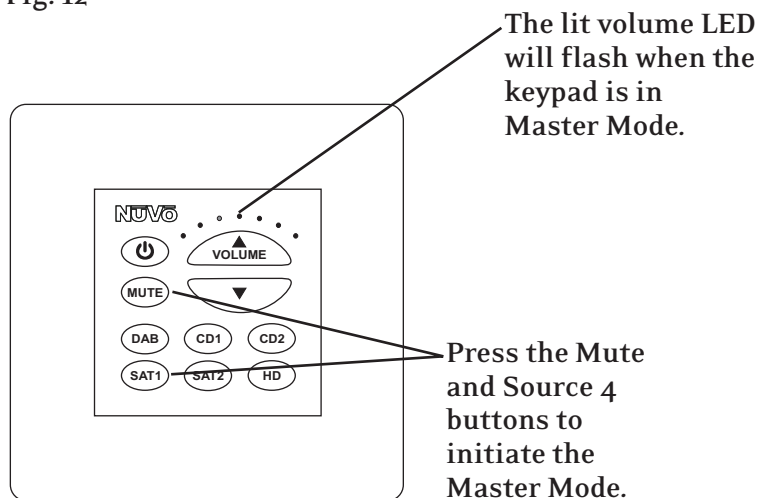 Fig. 12
The lit volume LED
will flash when the
keypad is in
Master Mode.
NUVO
VOLUME
MUTE
DAB CD1 CD2
SAT1 SAT2 HD
Press the Mute
and Source 4
buttons to
initiate the
Master Mode.